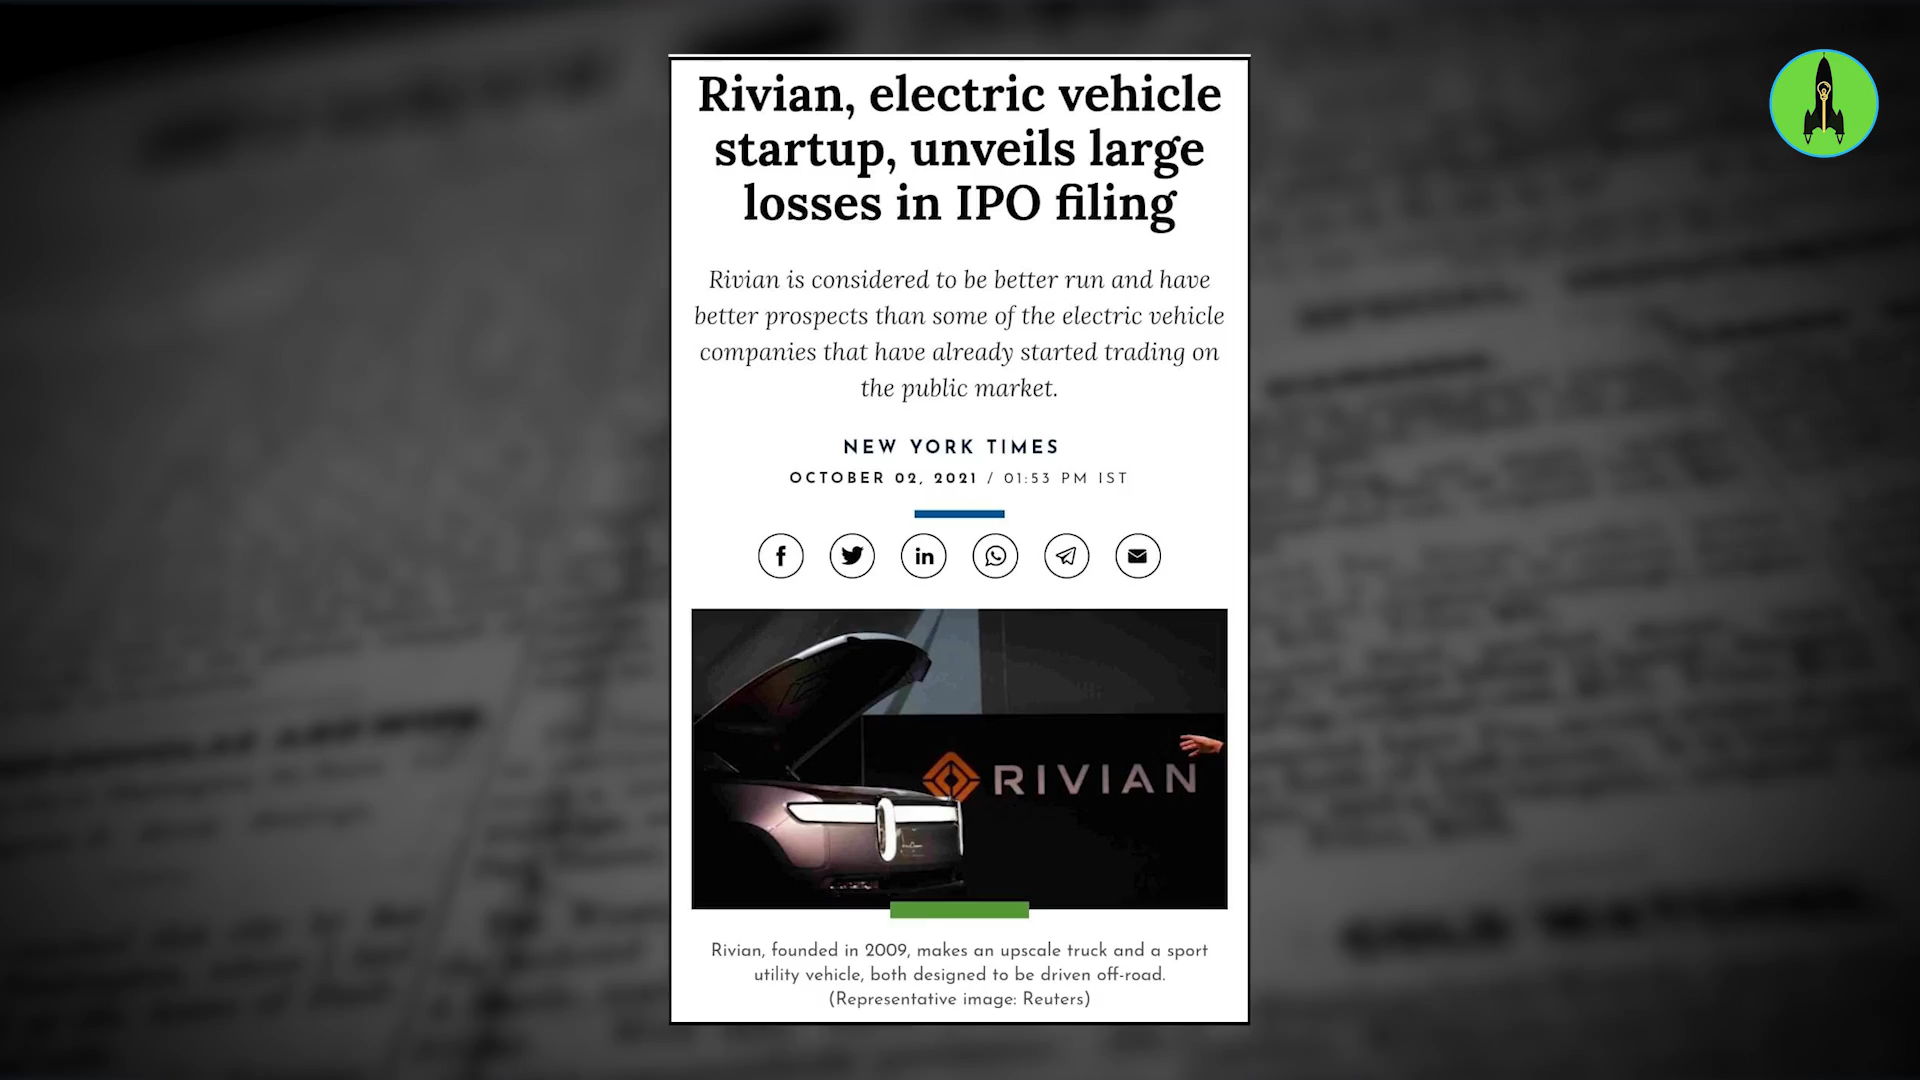 Rivian, electric vehicle
startup, unveils large
losses in IPO filing
Rivian is considered to be better run and have
better prospects than some of the electric vehicle
companies that have already started trading on
the public market.
NEW YORK TIMES
OCTOBER 02, 2021 / 01:53 PM IST
RIVIAN
Rivian, founded in 2009, makes an upscale truck and a sport
utility vehicle, both designed to be driven off-road.
(Representative image: Reuters)